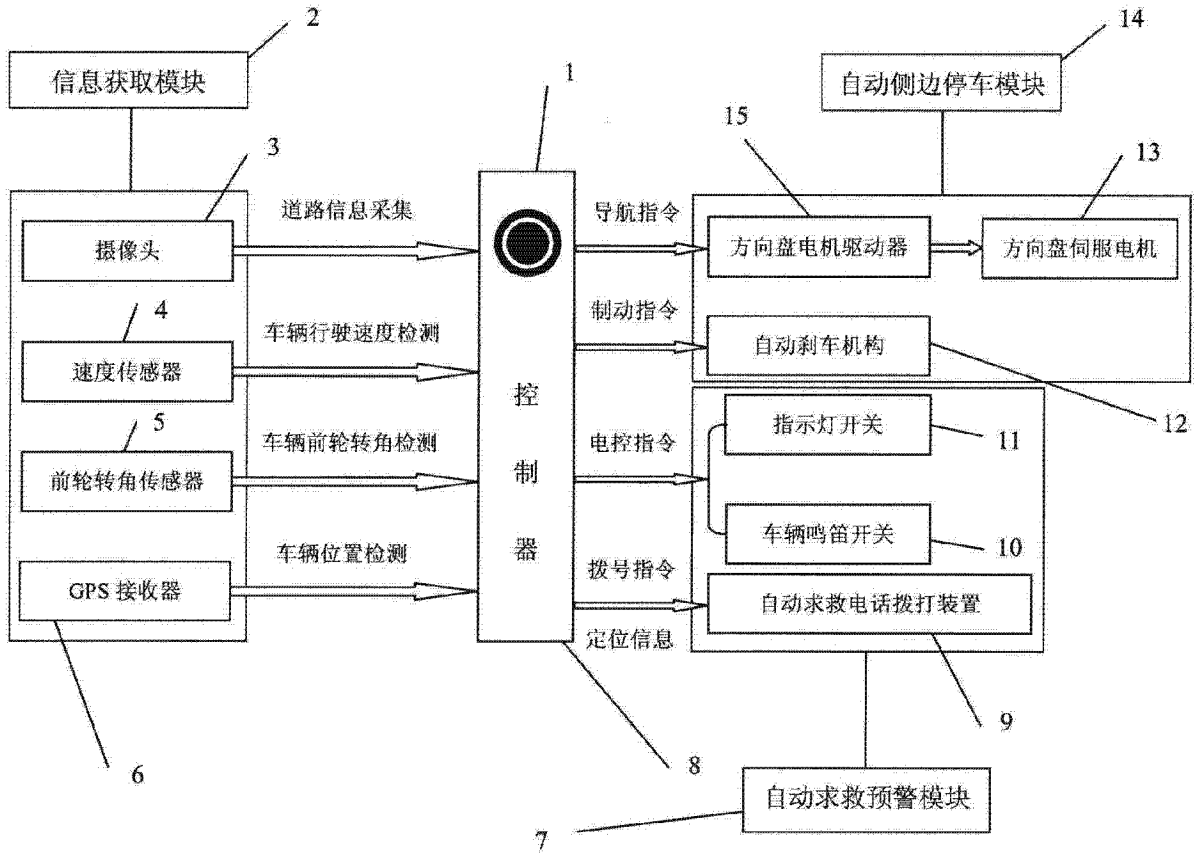 2
信息获取模块
14
自动侧边停车模块
1
15
13
3
摄像头
道路信息采集
导航指令
方向盘电机驱动器
方向盘伺服电机
4
速度传感器
车辆行驶速度检测
制动指令
自动刹车机构
12
5
前轮转角传感器
车辆前轮转角检测
控
制
器
电控指令
指示灯开关
11
车辆鸣笛开关
10
GPS 接收器
车辆位置检测
拨号指令
定位信息
自动求救电话拨打装置
6
8
9
自动求救预警模块
7